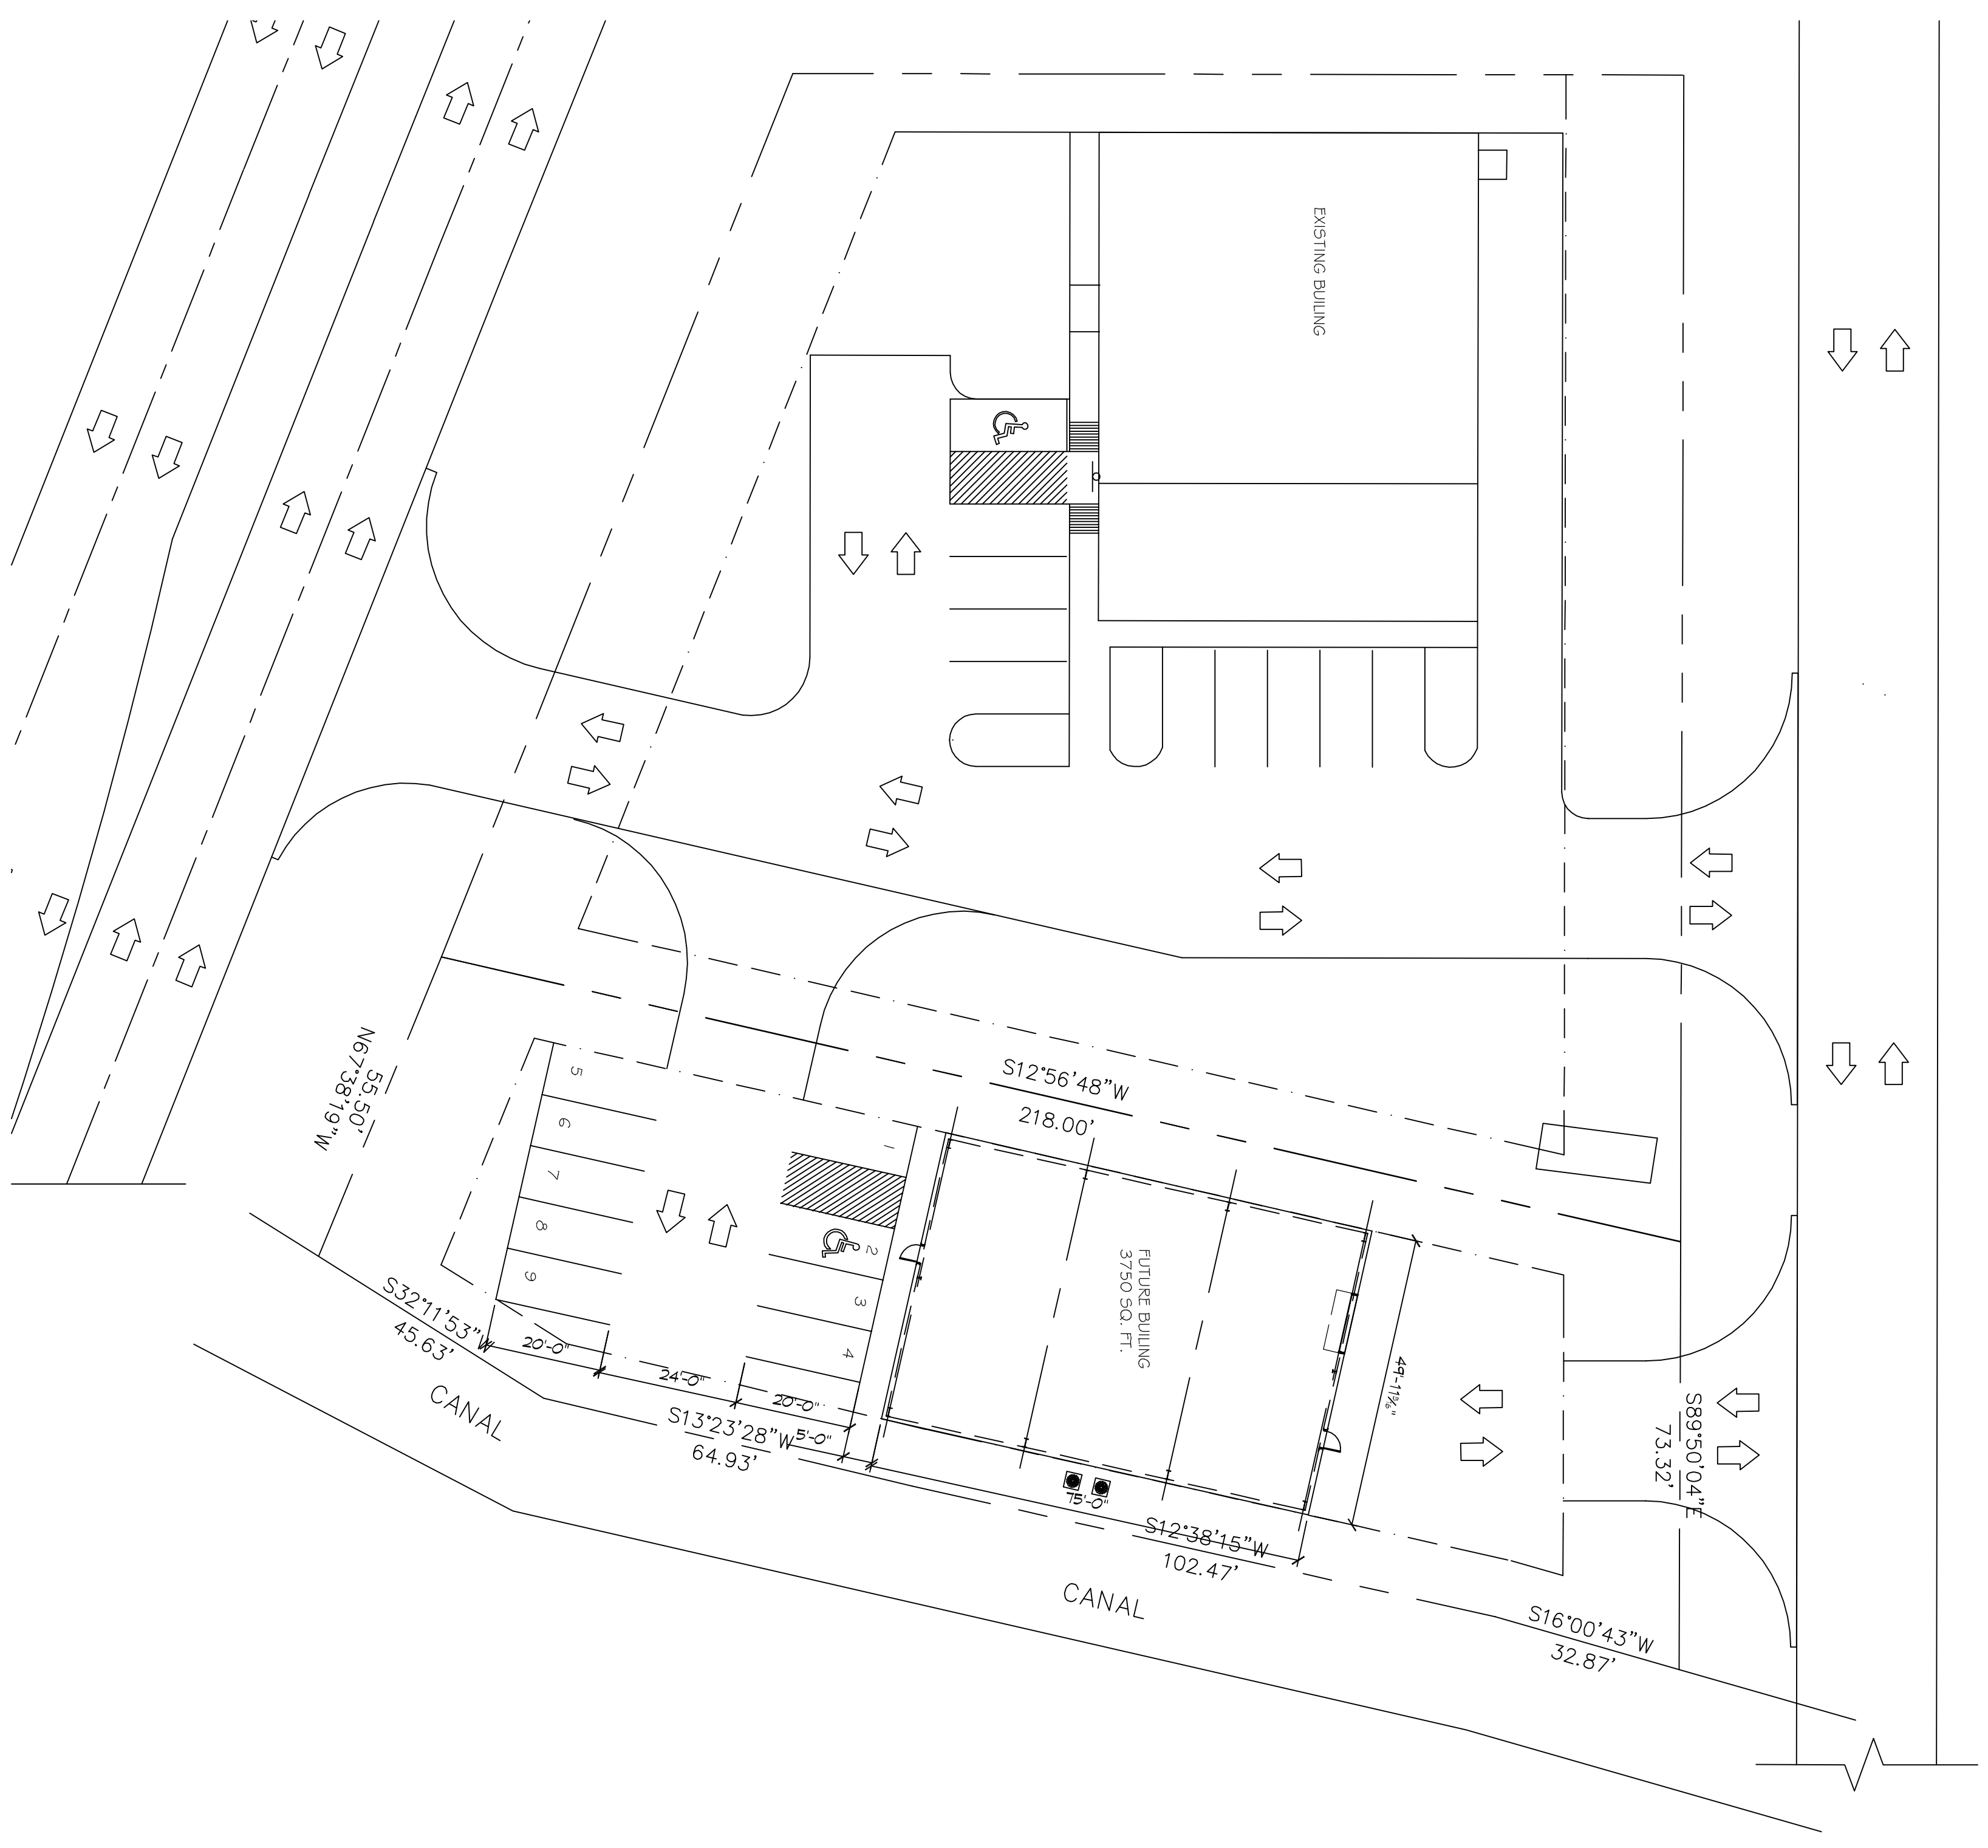 EXISTING BUILING
S12°56'48"W
218.00'
N67°38'19"W
55.50'
5
6
7
8
9
1
2
3
4
FUTURE BUILING
3750 SQ. FT.
49'-11⁹⁄₁₆"
S32°11'53"W
45.63'
20'-0"
24'-0"
20'-0"
5'-0"
S13°23'28"W
64.93'
75'-0"
S12°38'15"W
102.47'
S89°50'04"E
73.32'
S16°00'43"W
32.87'
CANAL
CANAL